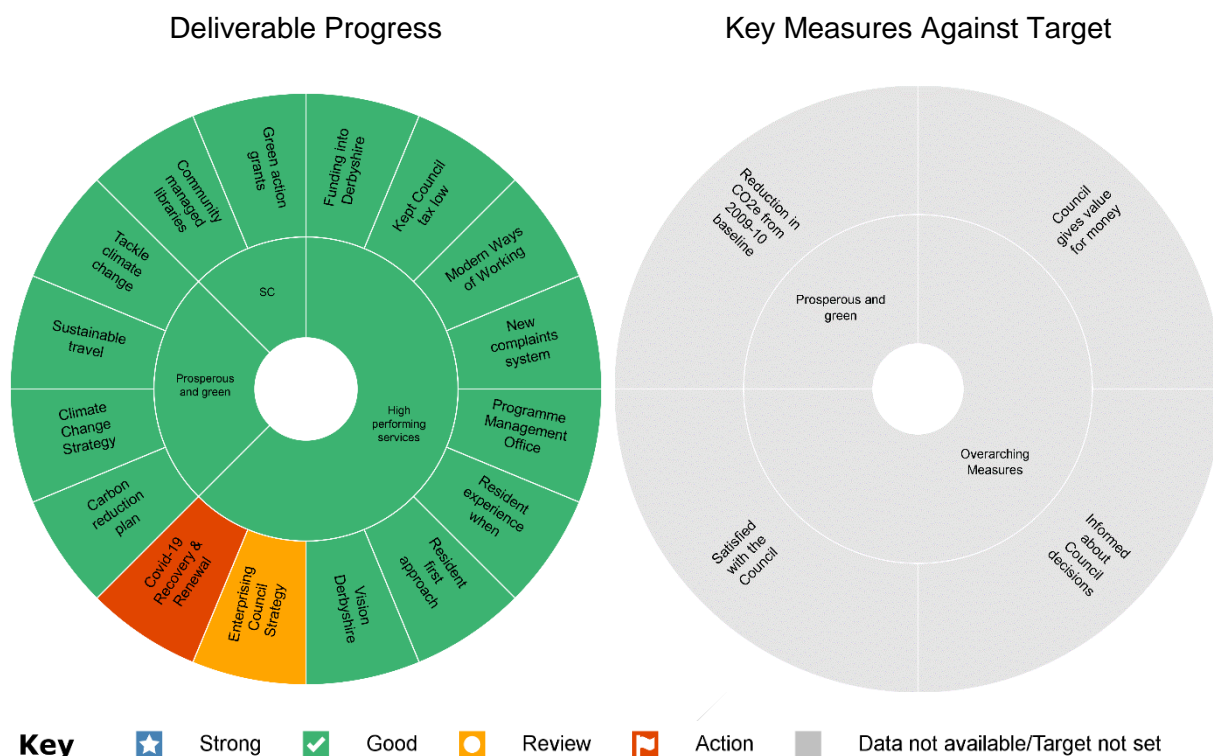 Deliverable Progress
Key Measures Against Target
Funding into
Derbyshire
Kept Council
tax low
Modern Ways
of Working
New
complaints
system
Programme
Management
Office
Resident
experience
when
Resident
first
approach
Vision
Derbyshire
Enterprising
Council
Strategy
Covid-19
Recovery &
Renewal
Carbon
reduction
plan
Climate
Change
Strategy
Sustainable
travel
Tackle
climate
change
Community
managed
libraries
Green action
grants
SC
Prosperous
and green
High
performing
services
Reduction in
CO2e from
2009-10
baseline
Council
gives value
for money
Prosperous and
green
Overarching
Measures
Satisfied
with the
Council
Informed
about
Council
decisions
Key
Strong
Good
Review
Action
Data not available/Target not set